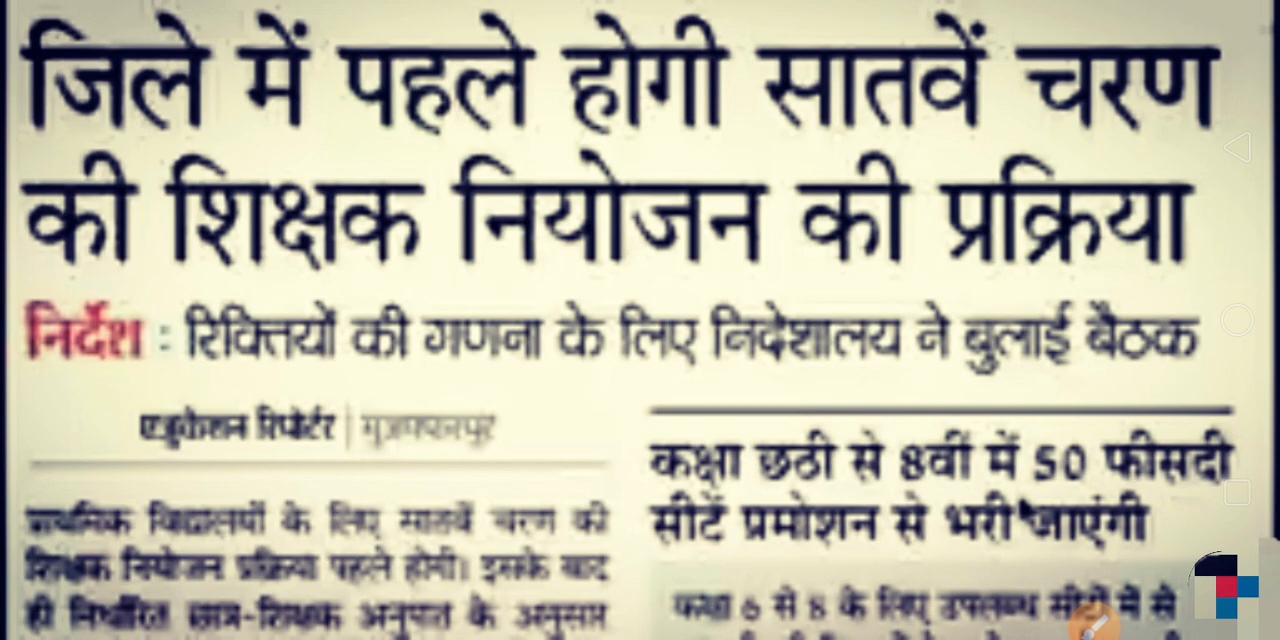 जिले में पहले होगी सातवें चरण
की शिक्षक नियोजन की प्रक्रिया
निर्देश : रिक्तियों की गणना के लिए निदेशालय ने बुलाई बैठक
एजुकेशन रिपोर्टर | मुजफ्फरपुर
प्राथमिक विद्यालयों के लिए सातवें चरण की
शिक्षक नियोजन प्रक्रिया पहले होगी। इसके बाद
ही निर्धारित छात्र-शिक्षक अनुपात के अनुसार
कक्षा छठी से 8वीं में 50 फीसदी
सीटें प्रमोशन से भरी जाएंगी
कक्षा 6 से 8 के लिए उपलब्ध सीटों में से